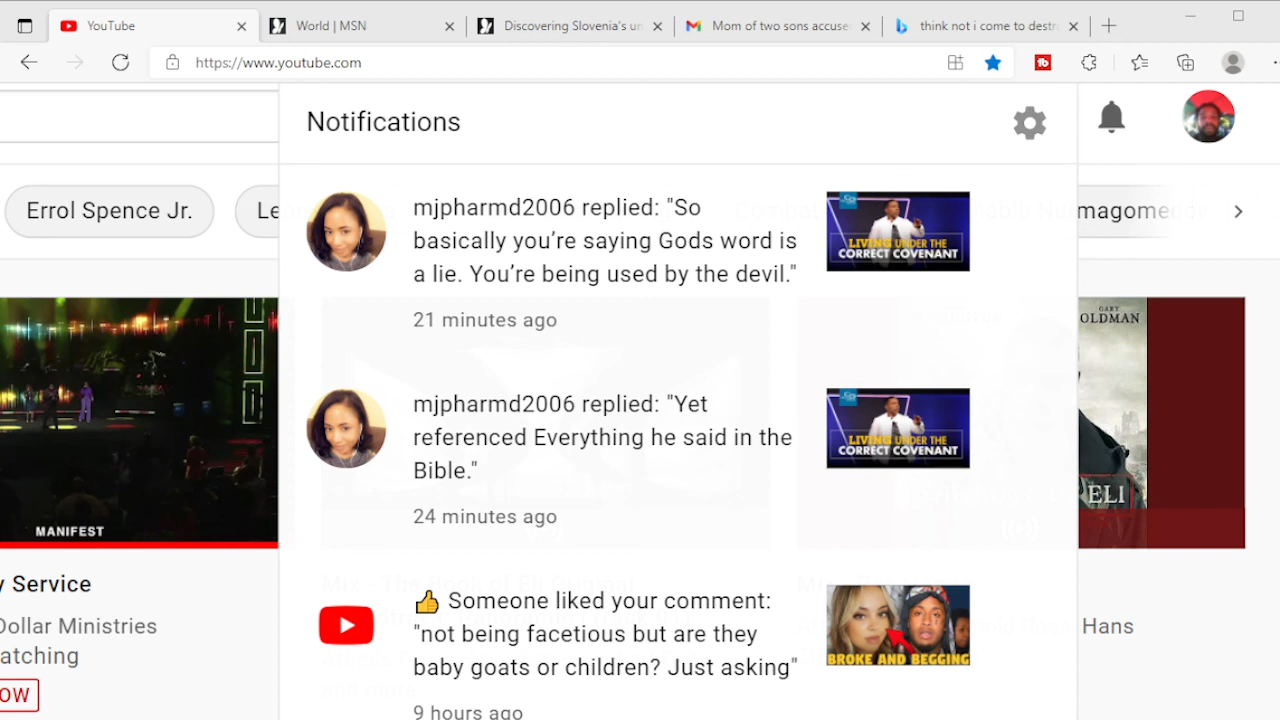 YouTube
World | MSN
Discovering Slovenia's un
Mom of two sons accuse
think not i come to destr
https://www.youtube.com
Notifications
Errol Spence Jr.
Le
magomedov
mjpharmd2006 replied: "So
basically you’re saying Gods word is
a lie. You’re being used by the devil."
21 minutes ago
LIVING UNDER THE
CORRECT COVENANT
mjpharmd2006 replied: "Yet
referenced Everything he said in the
Bible."
24 minutes ago
LIVING UNDER THE
CORRECT COVENANT
GARY
OLDMAN
ELI
MANIFEST
y Service
Dollar Ministries
atching
OW
👍 Someone liked your comment:
"not being facetious but are they
baby goats or children? Just asking"
9 hours ago
BROKE AND BEGGING
Hans